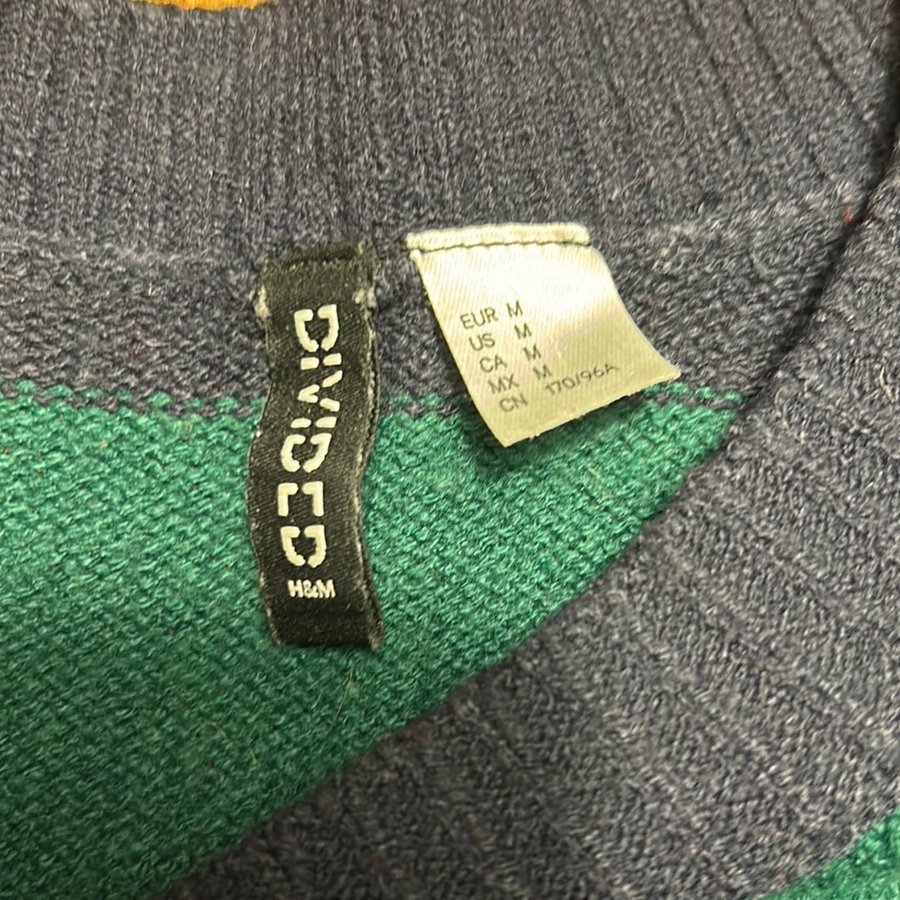 DIVIDED
H&M
EUR M
US M
CA M
MX M
CN 170/96A